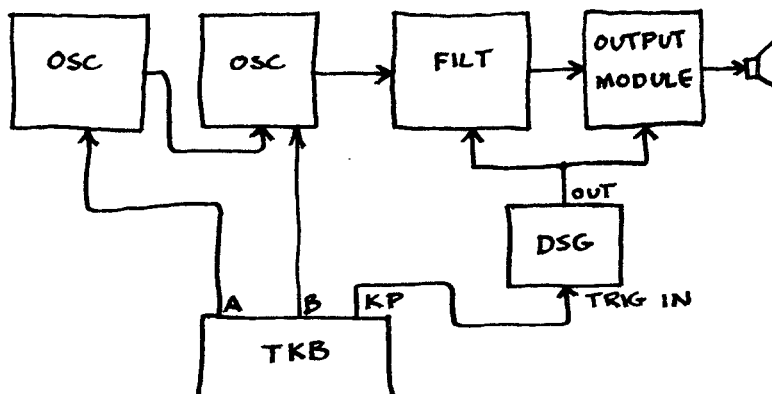 OSC
OSC
FILT
OUTPUT
MODULE
OUT
DSG
TRIG IN
A
B
KP
TKB